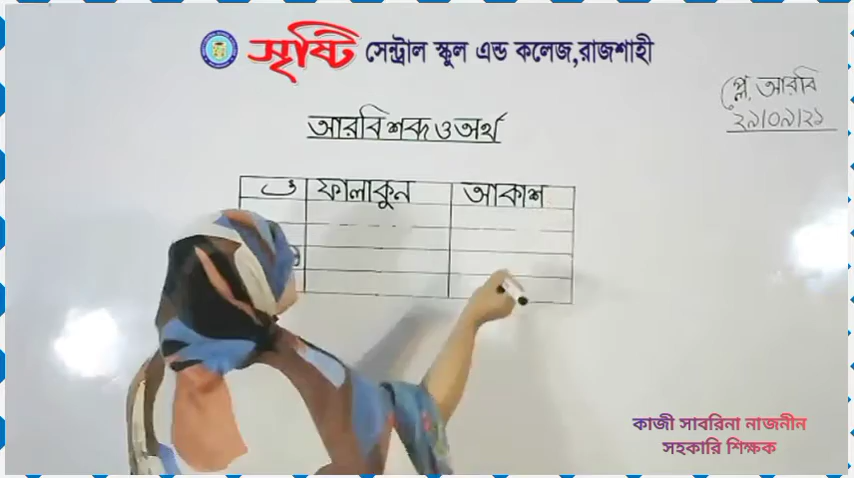 সৃষ্টি সেন্ট্রাল স্কুল এন্ড কলেজ,রাজশাহী
প্লে, আরবি
২৯/০৯/২১
আরবি শব্দ ও অর্থ
ف ফালাকুন আকাশ
কাজী সাবরিনা নাজনীন
সহকারি শিক্ষক